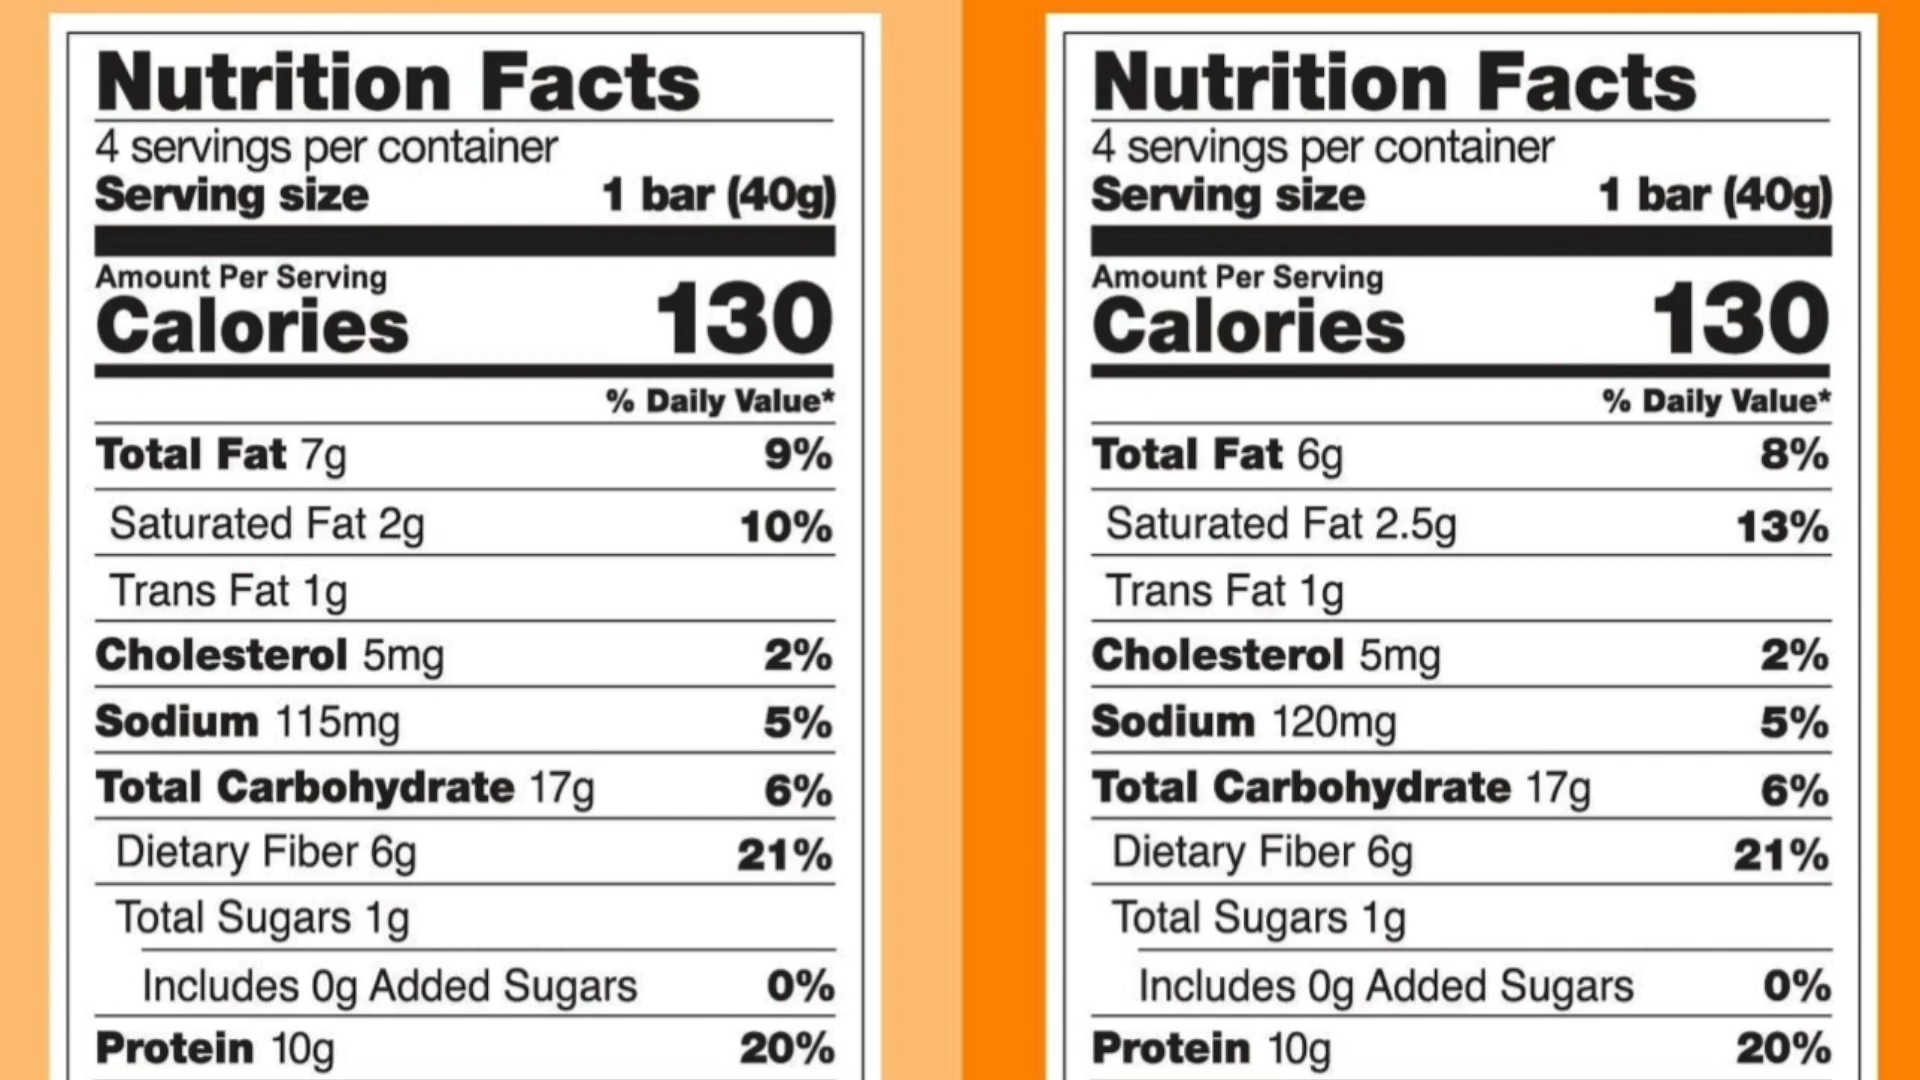 Nutrition Facts
4 servings per container
Serving size 1 bar (40g)
Amount Per Serving
Calories 130
% Daily Value*
Total Fat 7g 9%
Saturated Fat 2g 10%
Trans Fat 1g
Cholesterol 5mg 2%
Sodium 115mg 5%
Total Carbohydrate 17g 6%
Dietary Fiber 6g 21%
Total Sugars 1g
Includes 0g Added Sugars 0%
Protein 10g 20%
Nutrition Facts
4 servings per container
Serving size 1 bar (40g)
Amount Per Serving
Calories 130
% Daily Value*
Total Fat 6g 8%
Saturated Fat 2.5g 13%
Trans Fat 1g
Cholesterol 5mg 2%
Sodium 120mg 5%
Total Carbohydrate 17g 6%
Dietary Fiber 6g 21%
Total Sugars 1g
Includes 0g Added Sugars 0%
Protein 10g 20%